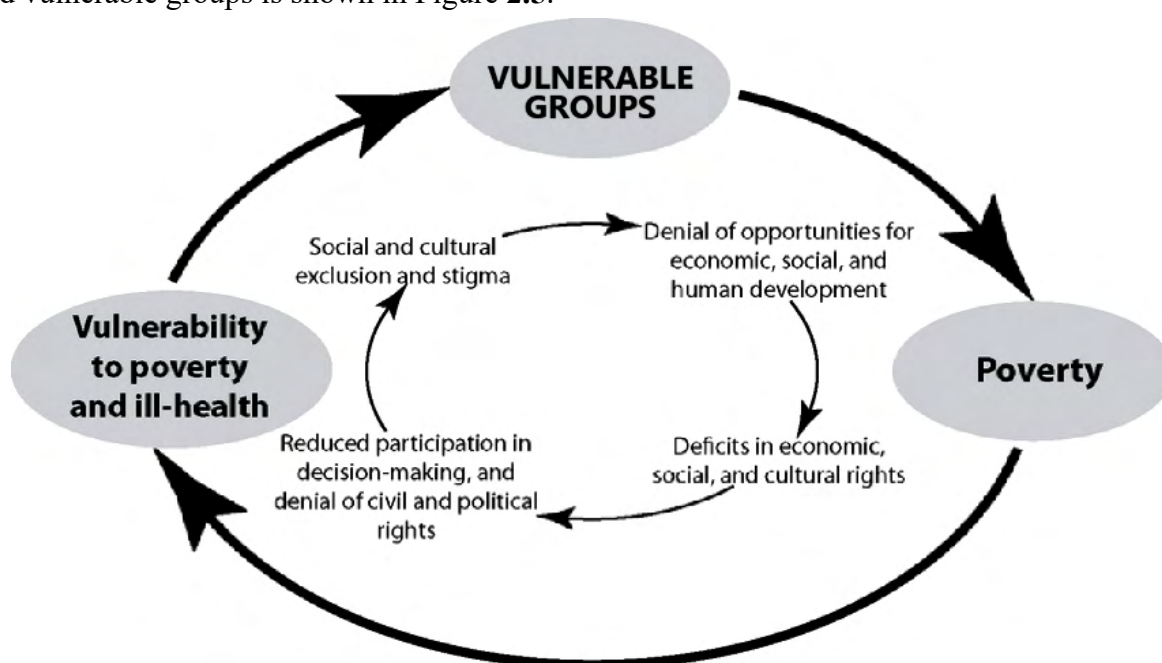 d vulnerable groups is shown in Figure 2.3.
VULNERABLE
GROUPS
Social and cultural
exclusion and stigma
Denial of opportunities for
economic, social, and
human development
Vulnerability
to poverty
and ill-health
Poverty
Reduced participation in
decision-making, and
denial of civil and political
rights
Deficits in economic,
social, and cultural rights